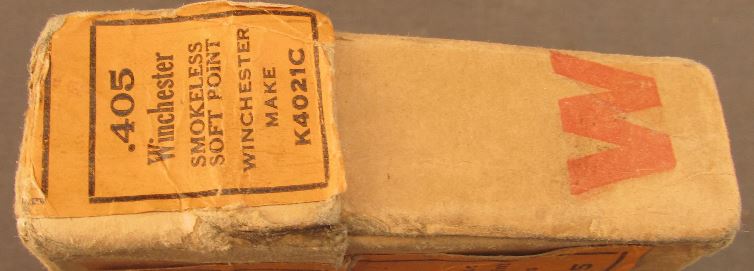 .405
Winchester
SMOKELESS
SOFT POINT
WINCHESTER
MAKE
K4021C
W